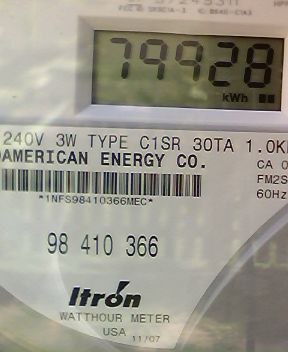 79928
kWh
240V 3W TYPE C1SR 30TA 1.0K
AMERICAN ENERGY CO.
CA 0
FM2S
60Hz
*1NFS98410366MEC*
98 410 366
Itron
WATTHOUR METER
USA 11/07